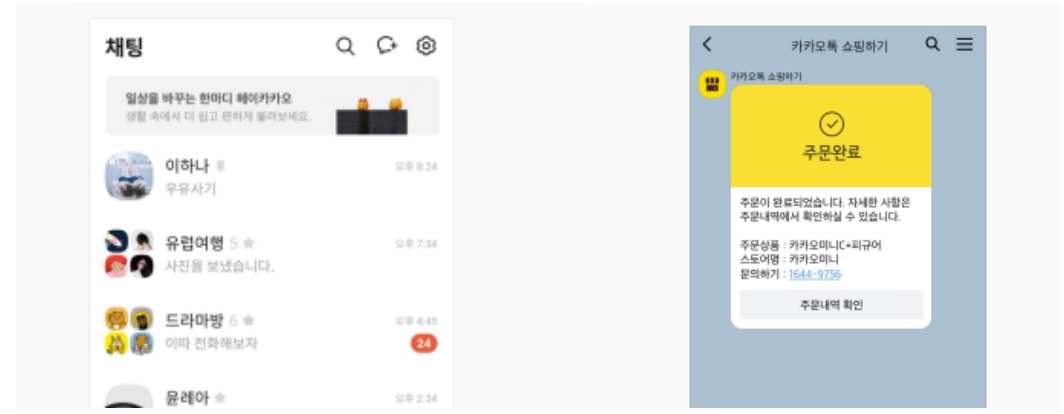 채팅
일상을 바꾸는 한마디 헤이카카오
생활 속에서 더 쉽고 편하게 불러보세요.
이하나
오후 8:24
우유사기
유럽여행 5
오후 7:34
사진을 보냈습니다.
드라마방 6
오후 4:45
이따 전화해보자
24
윤레아
오후 2:34
카카오톡 쇼핑하기
카카오톡 쇼핑하기
주문완료
주문이 완료되었습니다. 자세한 사항은
주문내역에서 확인하실 수 있습니다.
주문상품 : 카카오미니C+피규어
스토어명 : 카카오미니
문의하기 : 1644-9756
주문내역 확인